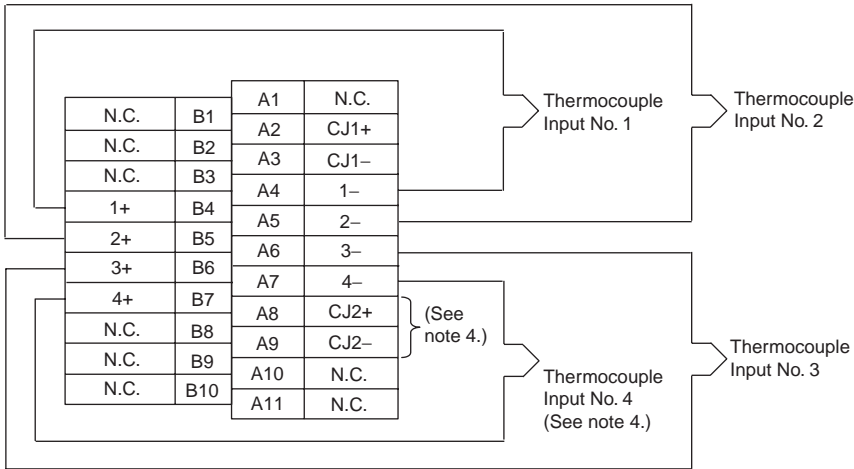 N.C. B1
N.C. B2
N.C. B3
1+ B4
2+ B5
3+ B6
4+ B7
N.C. B8
N.C. B9
N.C. B10
A1 N.C.
A2 CJ1+
A3 CJ1−
A4 1−
A5 2−
A6 3−
A7 4−
A8 CJ2+
A9 CJ2−
A10 N.C.
A11 N.C.
(See
note 4.)
Thermocouple
Input No. 1
Thermocouple
Input No. 2
Thermocouple
Input No. 3
Thermocouple
Input No. 4
(See note 4.)